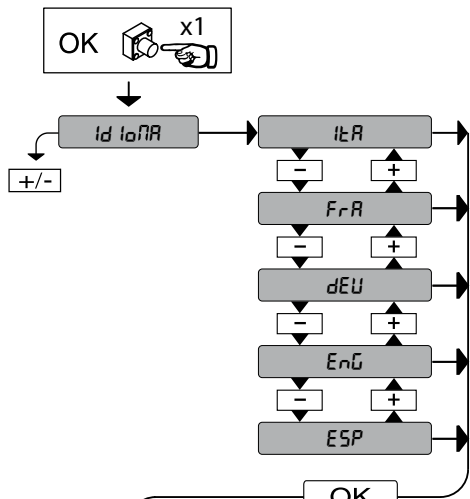 OK x1
IdIoMA
+/-
ItA
- +
FrA
- +
dEU
- +
EnG
- +
ESP
OK